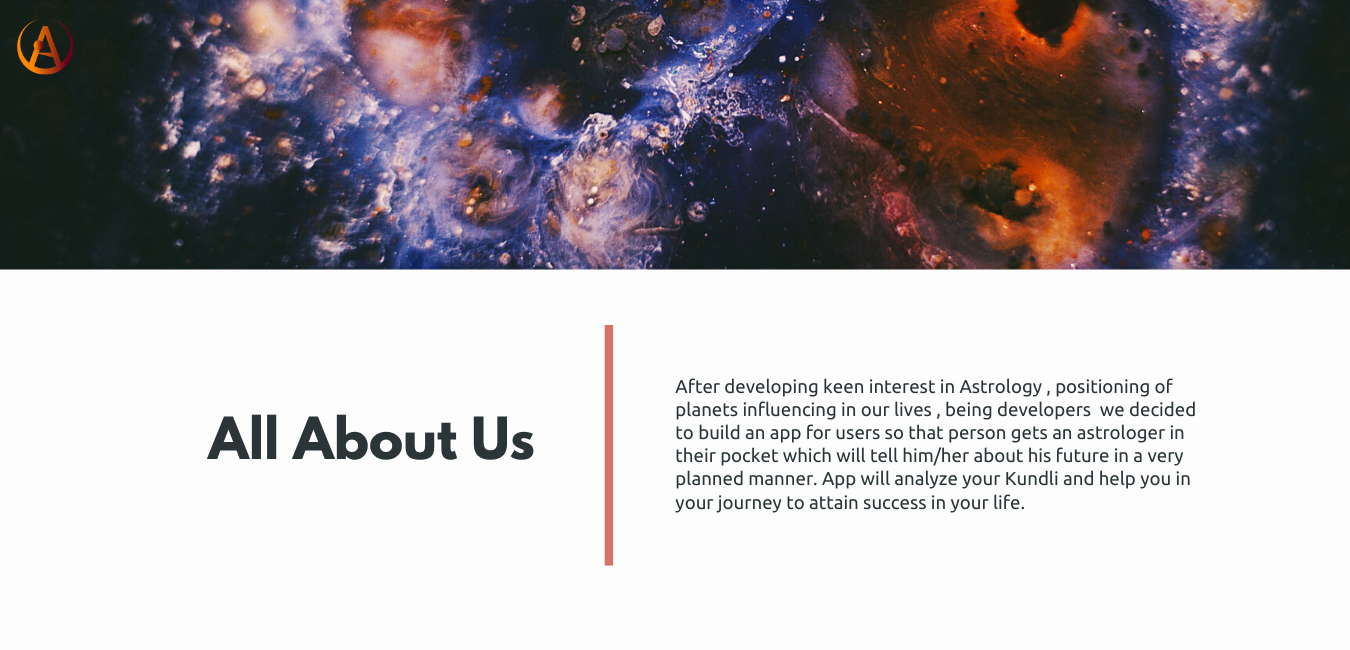 A
All About Us
After developing keen interest in Astrology , positioning of
planets influencing in our lives , being developers  we decided
to build an app for users so that person gets an astrologer in
their pocket which will tell him/her about his future in a very
planned manner. App will analyze your Kundli and help you in
your journey to attain success in your life.